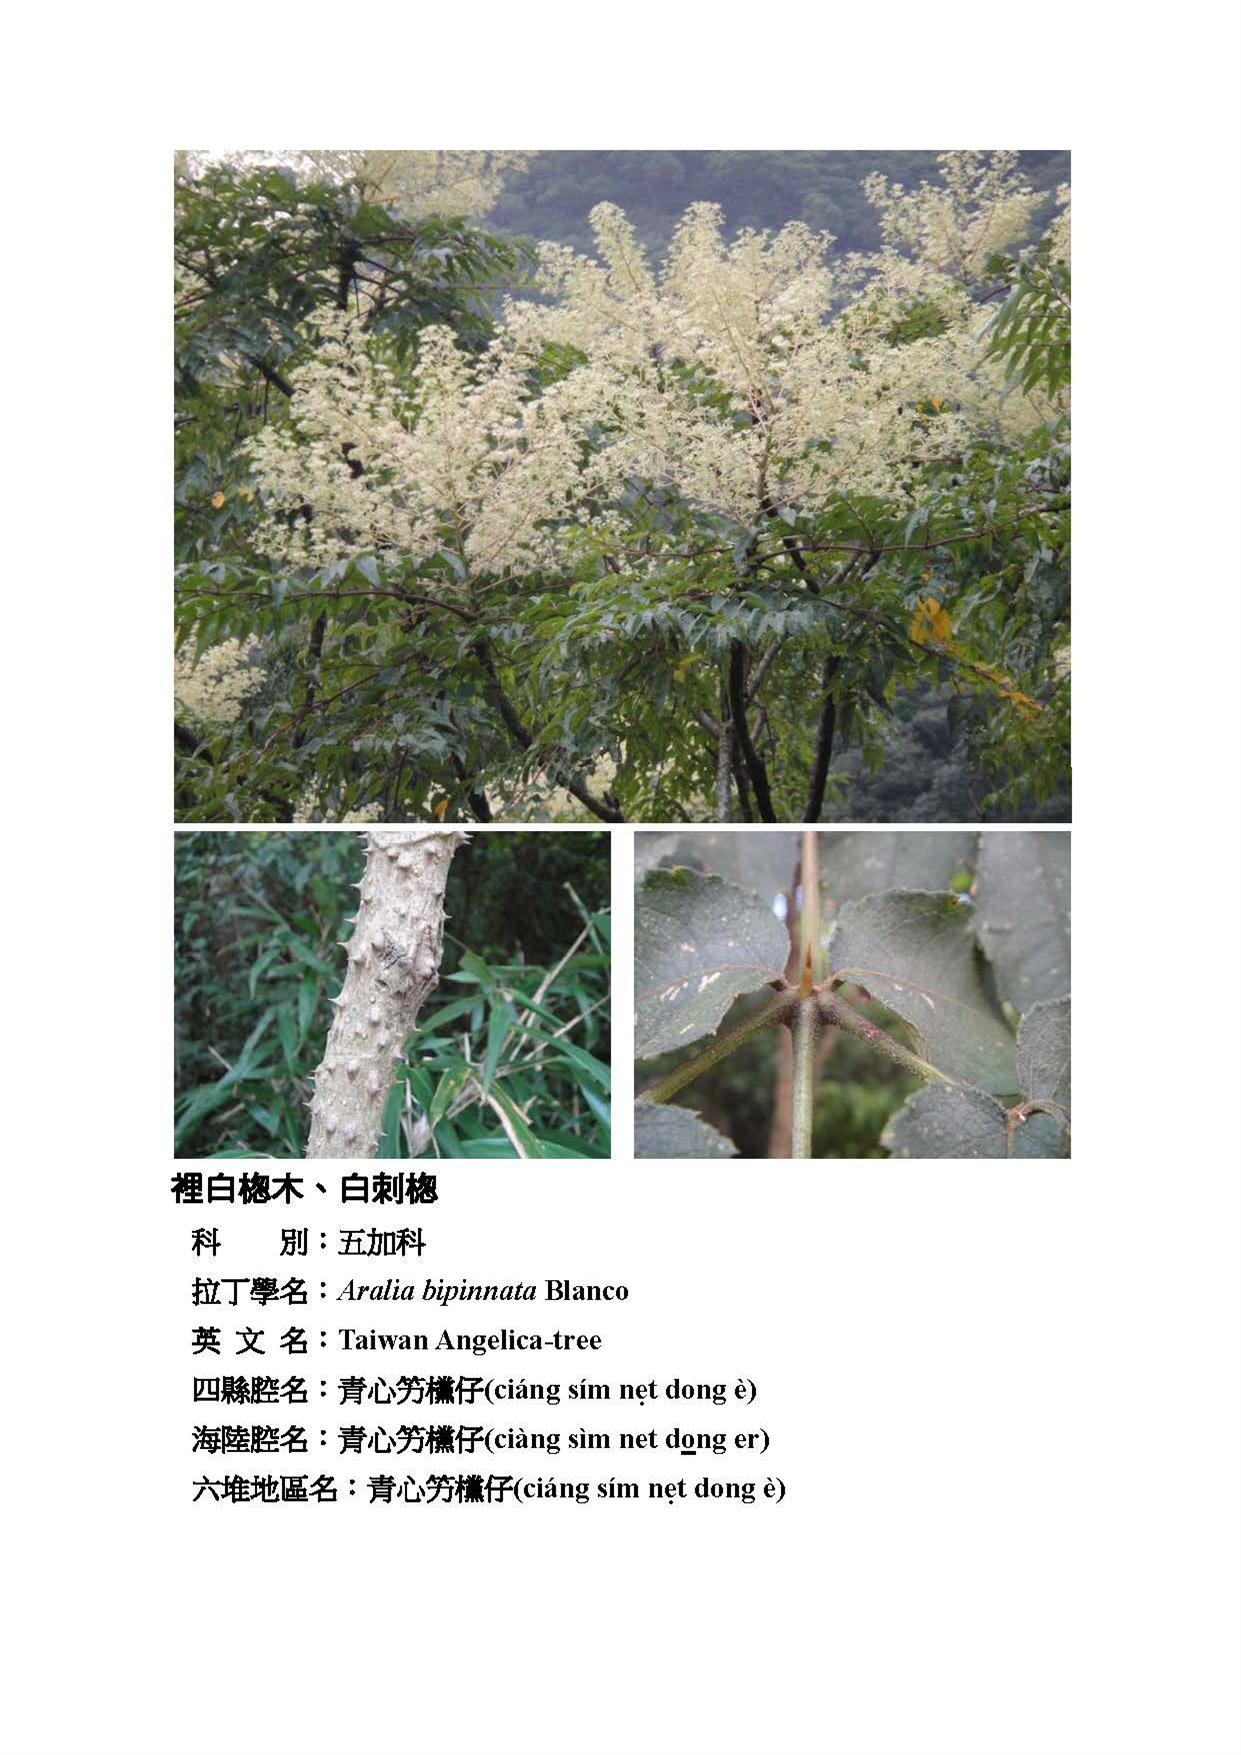 裡白楤木、白刺楤
科　　別：五加科
拉丁學名：Aralia bipinnata Blanco
英 文 名：Taiwan Angelica-tree
四縣腔名：青心竻欓仔(ciáng sím nẹt dong è)
海陸腔名：青心竻欓仔(ciàng sìm net do̲ng er)
六堆地區名：青心竻欓仔(ciáng sím nẹt dong è)